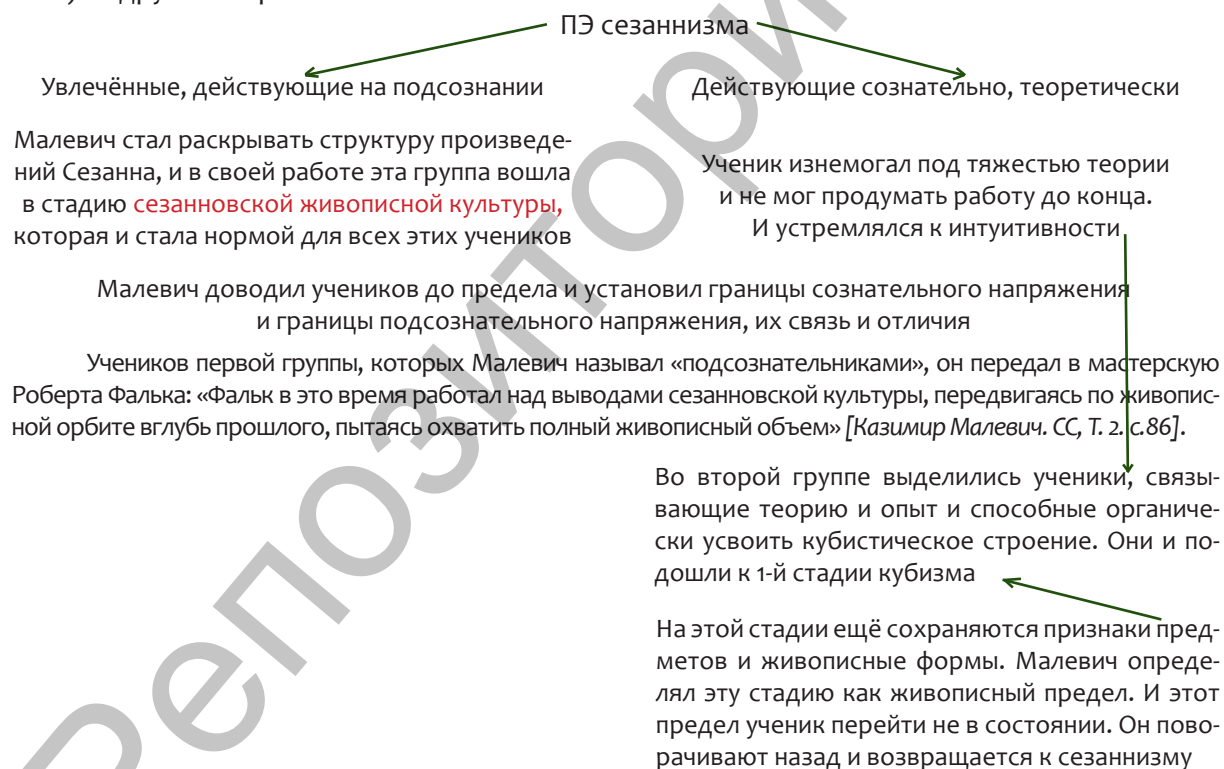 ПЭ сезаннизма
Увлечённые, действующие на подсознании
Действующие сознательно, теоретически
Малевич стал раскрывать структуру произведе-
ний Сезанна, и в своей работе эта группа вошла
в стадию сезанновской живописной культуры,
которая и стала нормой для всех этих учеников
Ученик изнемогал под тяжестью теории
и не мог продумать работу до конца.
И устремлялся к интуитивности
Малевич доводил учеников до предела и установил границы сознательного напряжения
и границы подсознательного напряжения, их связь и отличия
Учеников первой группы, которых Малевич называл «подсознательниками», он передал в мастерскую
Роберта Фалька: «Фальк в это время работал над выводами сезанновской культуры, передвигаясь по живопис-
ной орбите вглубь прошлого, пытаясь охватить полный живописный объем» [Казимир Малевич. СС, Т. 2. с.86].
Во второй группе выделились ученики, связы-
вающие теорию и опыт и способные органиче-
ски усвоить кубистическое строение. Они и по-
дошли к 1-й стадии кубизма
На этой стадии ещё сохраняются признаки пред-
метов и живописные формы. Малевич опреде-
лял эту стадию как живописный предел. И этот
предел ученик перейти не в состоянии. Он пово-
рачивают назад и возвращается к сезаннизму